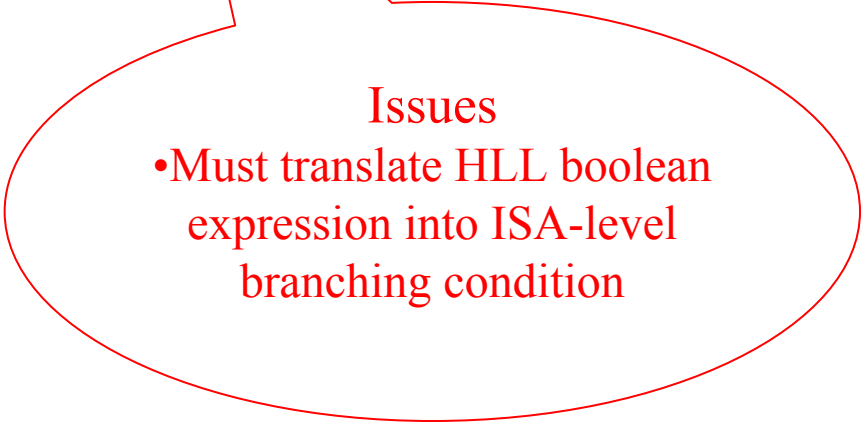 Issues
•Must translate HLL boolean
expression into ISA-level
branching condition